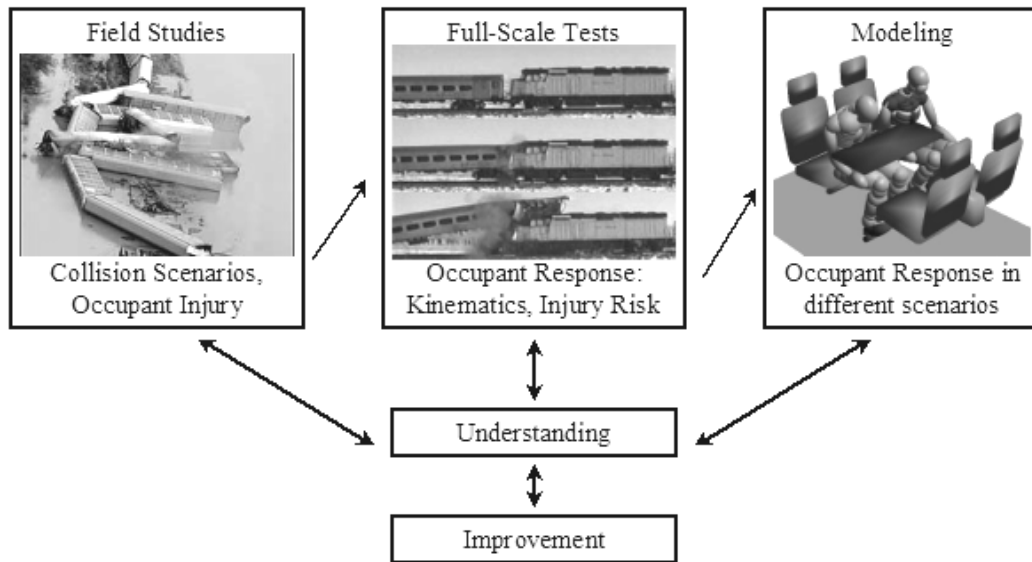 Field Studies
Collision Scenarios,
Occupant Injury
Full-Scale Tests
Occupant Response:
Kinematics, Injury Risk
Modeling
Occupant Response in
different scenarios
Understanding
Improvement